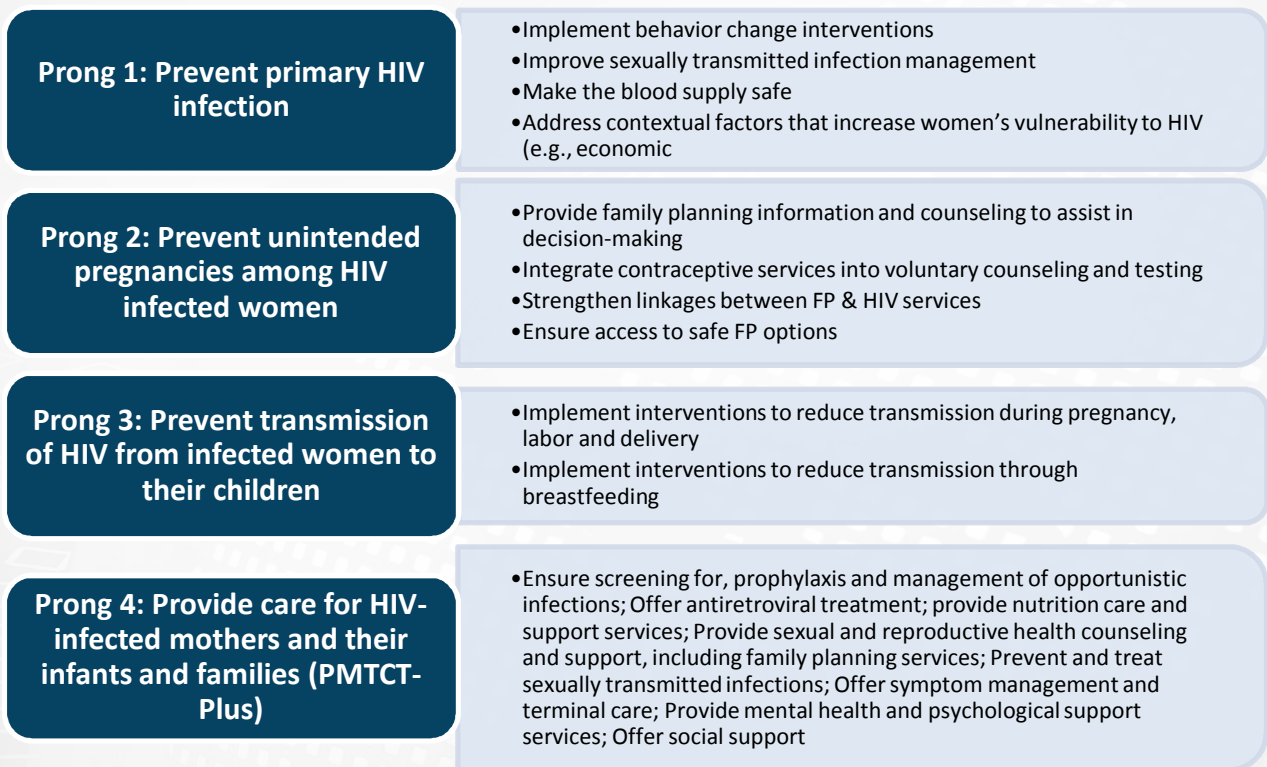 Prong 1: Prevent primary HIV
infection
•Implement behavior change interventions
•Improve sexually transmitted infection management
•Make the blood supply safe
•Address contextual factors that increase women's vulnerability to HIV
(e.g., economic
Prong 2: Prevent unintended
pregnancies among HIV
infected women
•Provide family planning information and counseling to assist in
decision-making
•Integrate contraceptive services into voluntary counseling and testing
•Strengthen linkages between FP & HIV services
•Ensure access to safe FP options
Prong 3: Prevent transmission
of HIV from infected women to
their children
•Implement interventions to reduce transmission during pregnancy,
labor and delivery
•Implement interventions to reduce transmission through
breastfeeding
Prong 4: Provide care for HIV-
infected mothers and their
infants and families (PMTCT-
Plus)
•Ensure screening for, prophylaxis and management of opportunistic
infections; Offer antiretroviral treatment; provide nutrition care and
support services; Provide sexual and reproductive health counseling
and support, including family planning services; Prevent and treat
sexually transmitted infections; Offer symptom management and
terminal care; Provide mental health and psychological support
services; Offer social support